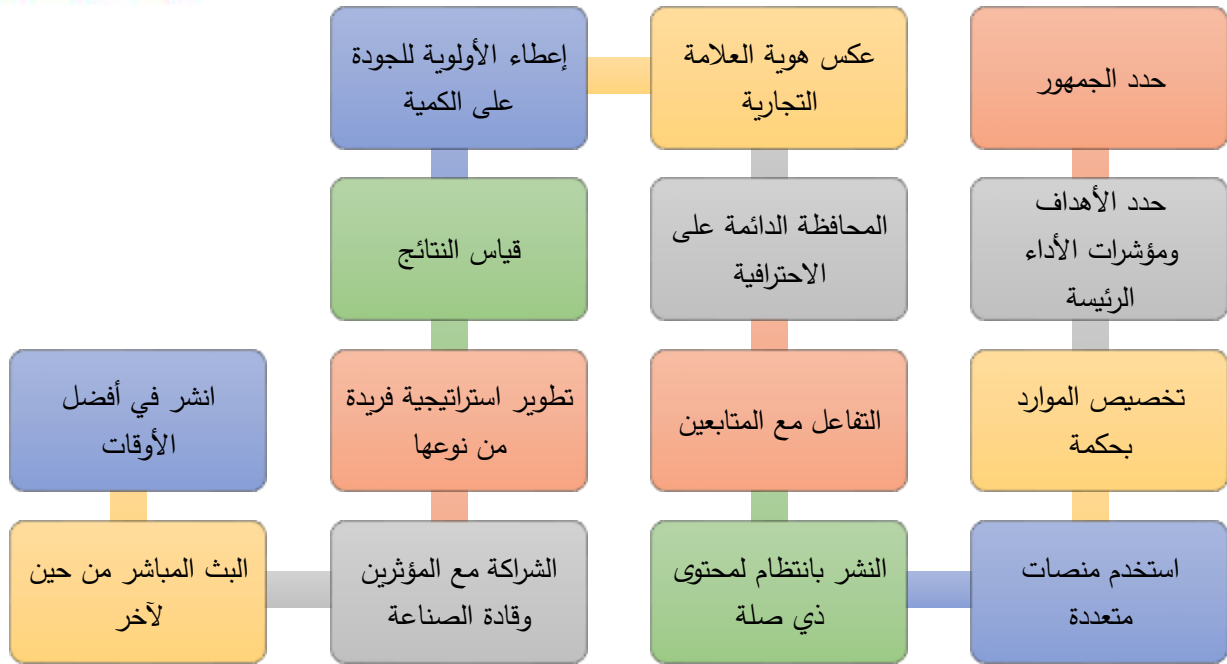 حدد الجمهور
حدد الأهداف
ومؤشرات الأداء
الرئيسة
تخصيص الموارد
بحكمة
استخدم منصات
متعددة
النشر بانتظام لمحتوى
ذي صلة
التفاعل مع المتابعين
المحافظة الدائمة على
الاحترافية
عكس هوية العلامة
التجارية
إعطاء الأولوية للجودة
على الكمية
قياس النتائج
تطوير استراتيجية فريدة
من نوعها
الشراكة مع المؤثرين
وقادة الصناعة
البث المباشر من حين
لآخر
انشر في أفضل
الأوقات